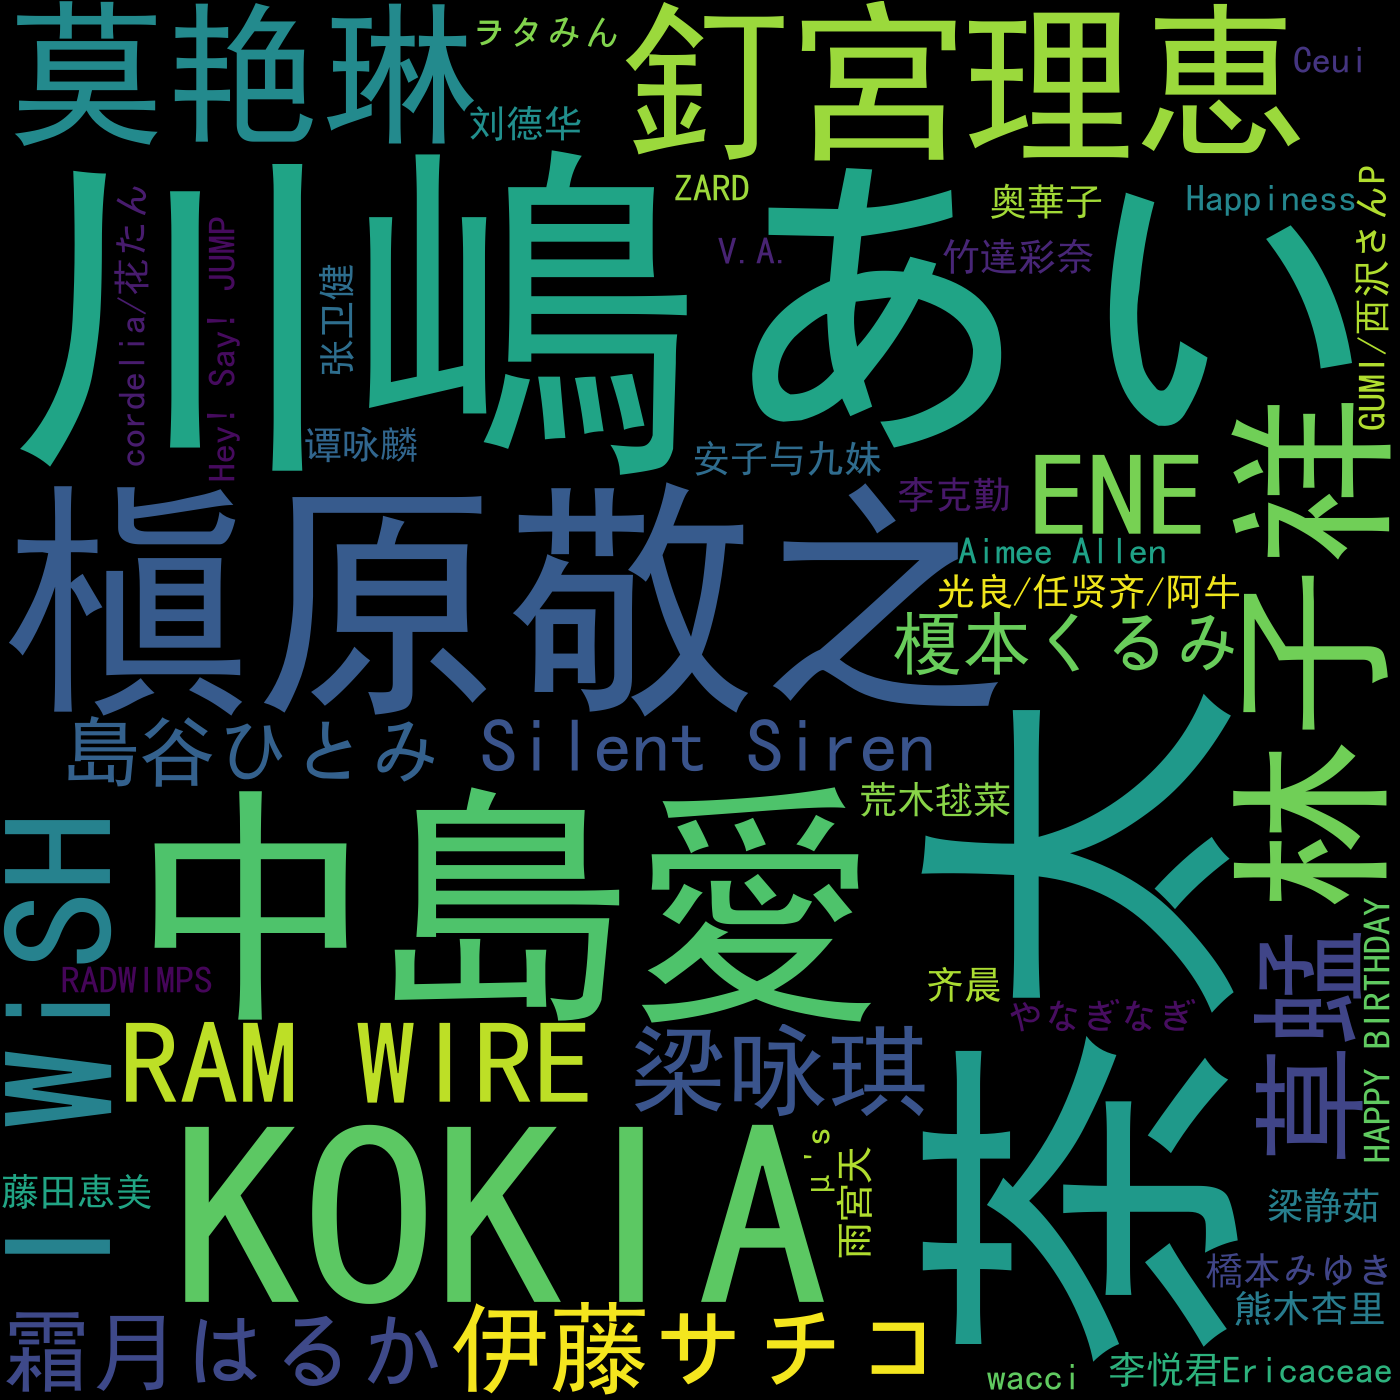 ヲタみん
莫艳琳
釘宮理恵
Ceui
刘德华
ZARD
奥華子
Happiness
GUMI/西沢さんP
cordelia/花たん
Hey! Say! JUMP
川嶋あい
V.A.
竹達彩奈
张卫健
谭咏麟
安子与九妹
李克勤
ENE
林子祥
槇原敬之
Aimee Allen
光良/任贤齐/阿牛
榎本くるみ
島谷ひとみ
Silent Siren
太奈
荒木毬菜
中島愛
I WiSH
RADWIMPS
齐晨
やなぎなぎ
草蜢
HAPPY BIRTHDAY
RAM WIRE
梁咏琪
KOKIA
μ's
雨宮天
藤田恵美
梁静茹
橋本みゆき
熊木杏里
霜月はるか
伊藤サチコ
wacci
李悦君Ericaceae